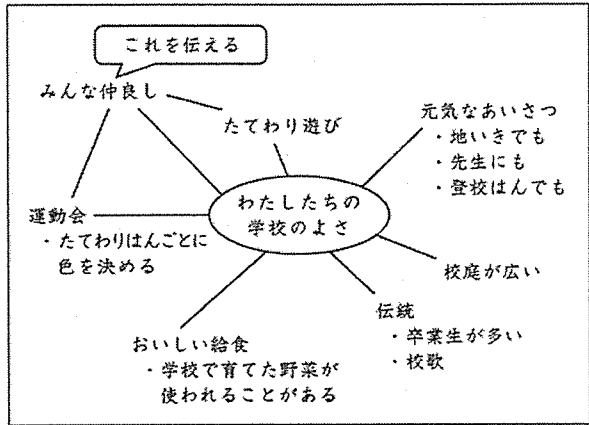 これを伝える
みんな仲良し
たてわり遊び
元気なあいさつ
・地いきでも
・先生にも
・登校はんでも
わたしたちの
学校のよさ
運動会
・たてわりはんごとに
色を決める
校庭が広い
伝統
・卒業生が多い
・校歌
おいしい給食
・学校で育てた野菜が
使われることがある